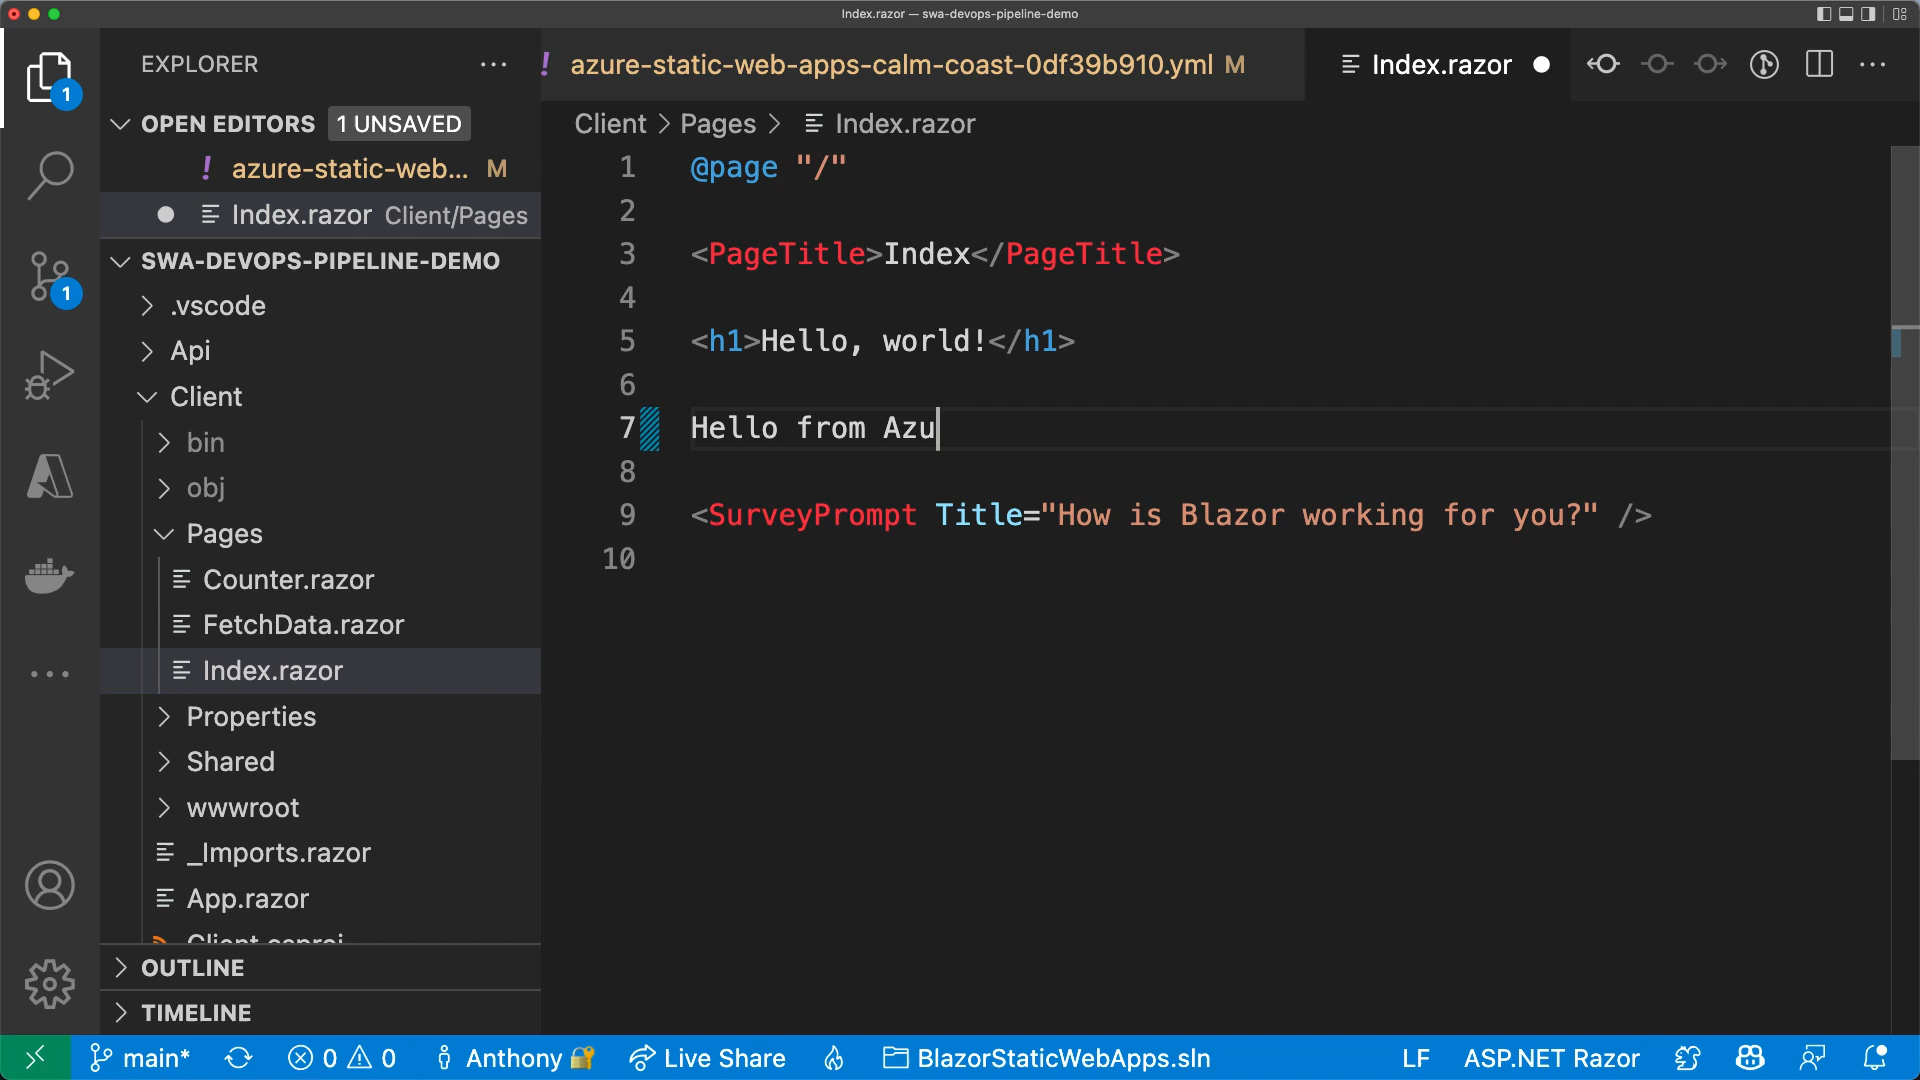 Index.razor — swa-devops-pipeline-demo
EXPLORER
azure-static-web-apps-calm-coast-0df39b910.yml M
Index.razor
1
OPEN EDITORS 1 UNSAVED
azure-static-web... M
Index.razor Client/Pages
SWA-DEVOPS-PIPELINE-DEMO
1
.vscode
Api
Client
bin
obj
Pages
Counter.razor
FetchData.razor
Index.razor
Properties
Shared
wwwroot
_Imports.razor
App.razor
Client.csproj
OUTLINE
TIMELINE
Client > Pages > Index.razor
1 @page "/"
2
3 <PageTitle>Index</PageTitle>
4
5 <h1>Hello, world!</h1>
6
7 Hello from Azu
8
9 <SurveyPrompt Title="How is Blazor working for you?" />
10
main* 0 0 Anthony Live Share BlazorStaticWebApps.sln LF ASP.NET Razor